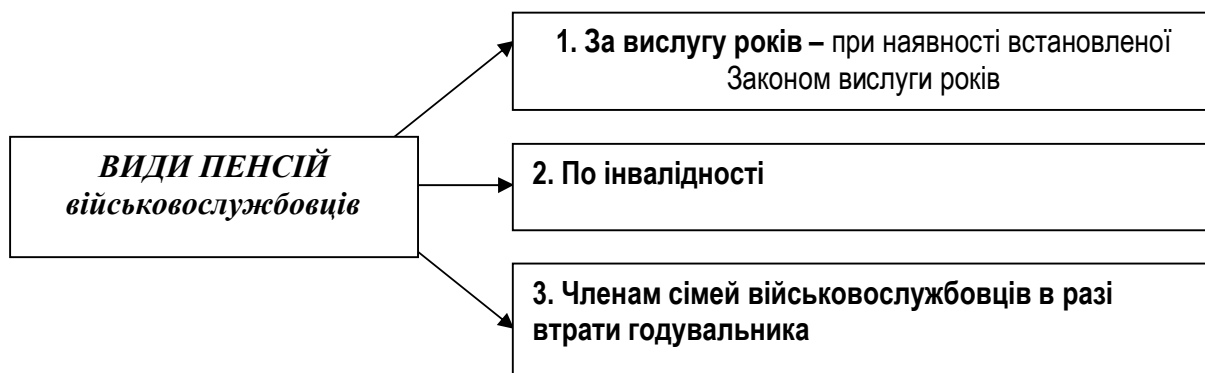 ВИДИ ПЕНСІЙ
військовослужбовців
1. За вислугу років – при наявності встановленої
Законом вислуги років
2. По інвалідності
3. Членам сімей військовослужбовців в разі
втрати годувальника